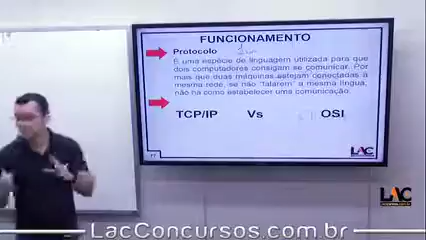 FUNCIONAMENTO
Protocolo
É uma espécie de linguagem utilizada para que
dois computadores consigam se comunicar. Por
mais que duas máquinas estejam conectadas à
mesma rede, se não "falarem" a mesma língua,
não há como estabelecer uma comunicação.
TCP/IP Vs OSI
LAC
LAC
LacConcursos.com.br